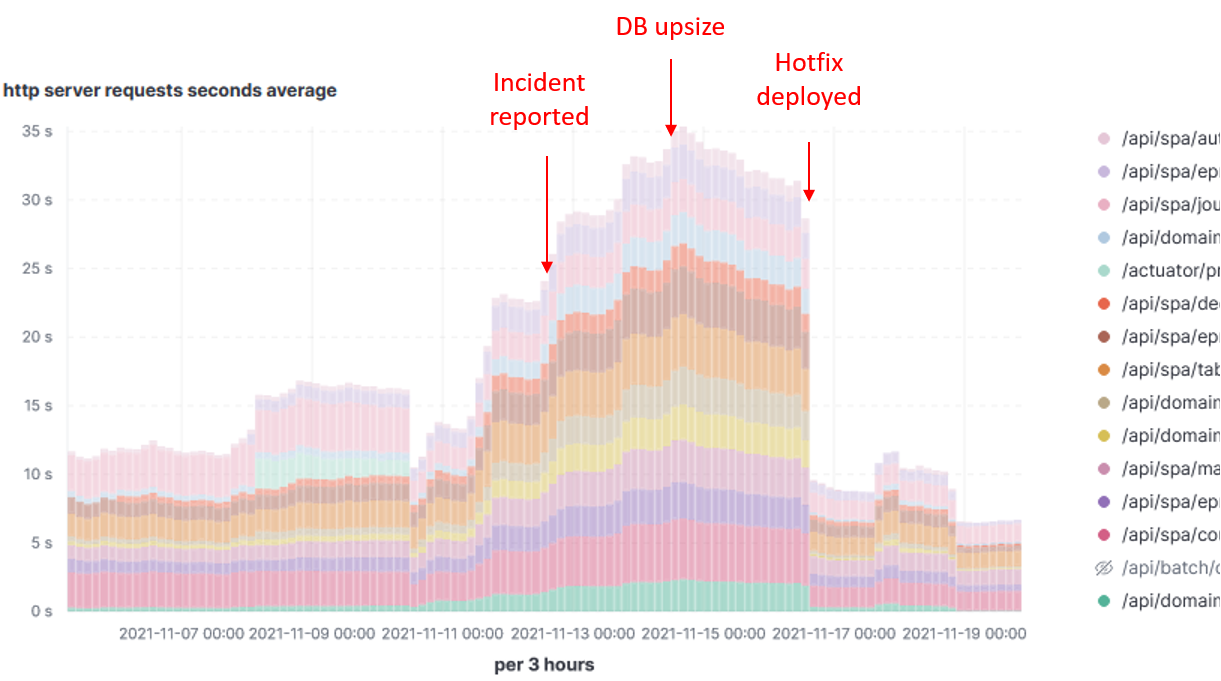 DB upsize
Hotfix
deployed
Incident
reported
http server requests seconds average
35 s
30 s
25 s
20 s
15 s
10 s
5 s
0 s
2021-11-07 00:00 2021-11-09 00:00 2021-11-11 00:00 2021-11-13 00:00 2021-11-15 00:00 2021-11-17 00:00 2021-11-19 00:00
per 3 hours
/api/spa/aut
/api/spa/epr
/api/spa/jou
/api/domain
/actuator/pr
/api/spa/de
/api/spa/epr
/api/spa/tab
/api/domain
/api/domain
/api/spa/ma
/api/spa/epr
/api/spa/cou
/api/batch/c
/api/domain